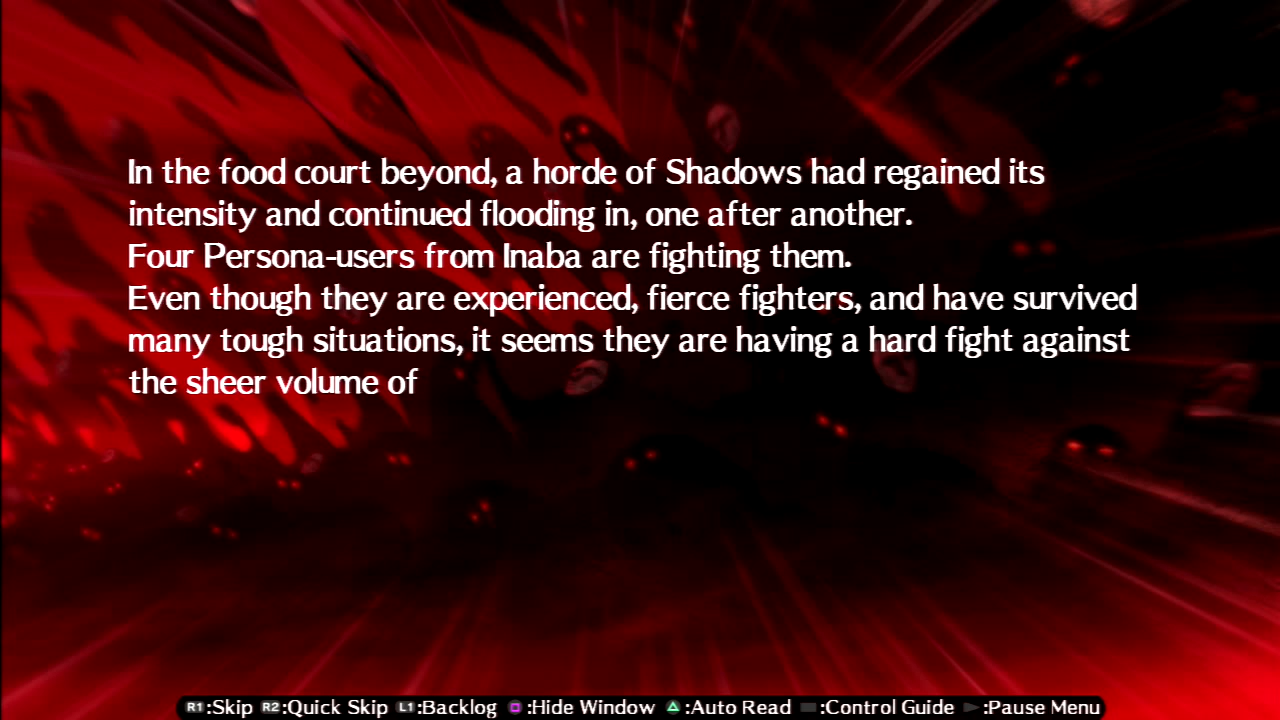 In the food court beyond, a horde of Shadows had regained its
intensity and continued flooding in, one after another.
Four Persona-users from Inaba are fighting them.
Even though they are experienced, fierce fighters, and have survived
many tough situations, it seems they are having a hard fight against
the sheer volume of
R1:Skip R2:Quick Skip L1:Backlog :Hide Window :Auto Read :Control Guide :Pause Menu